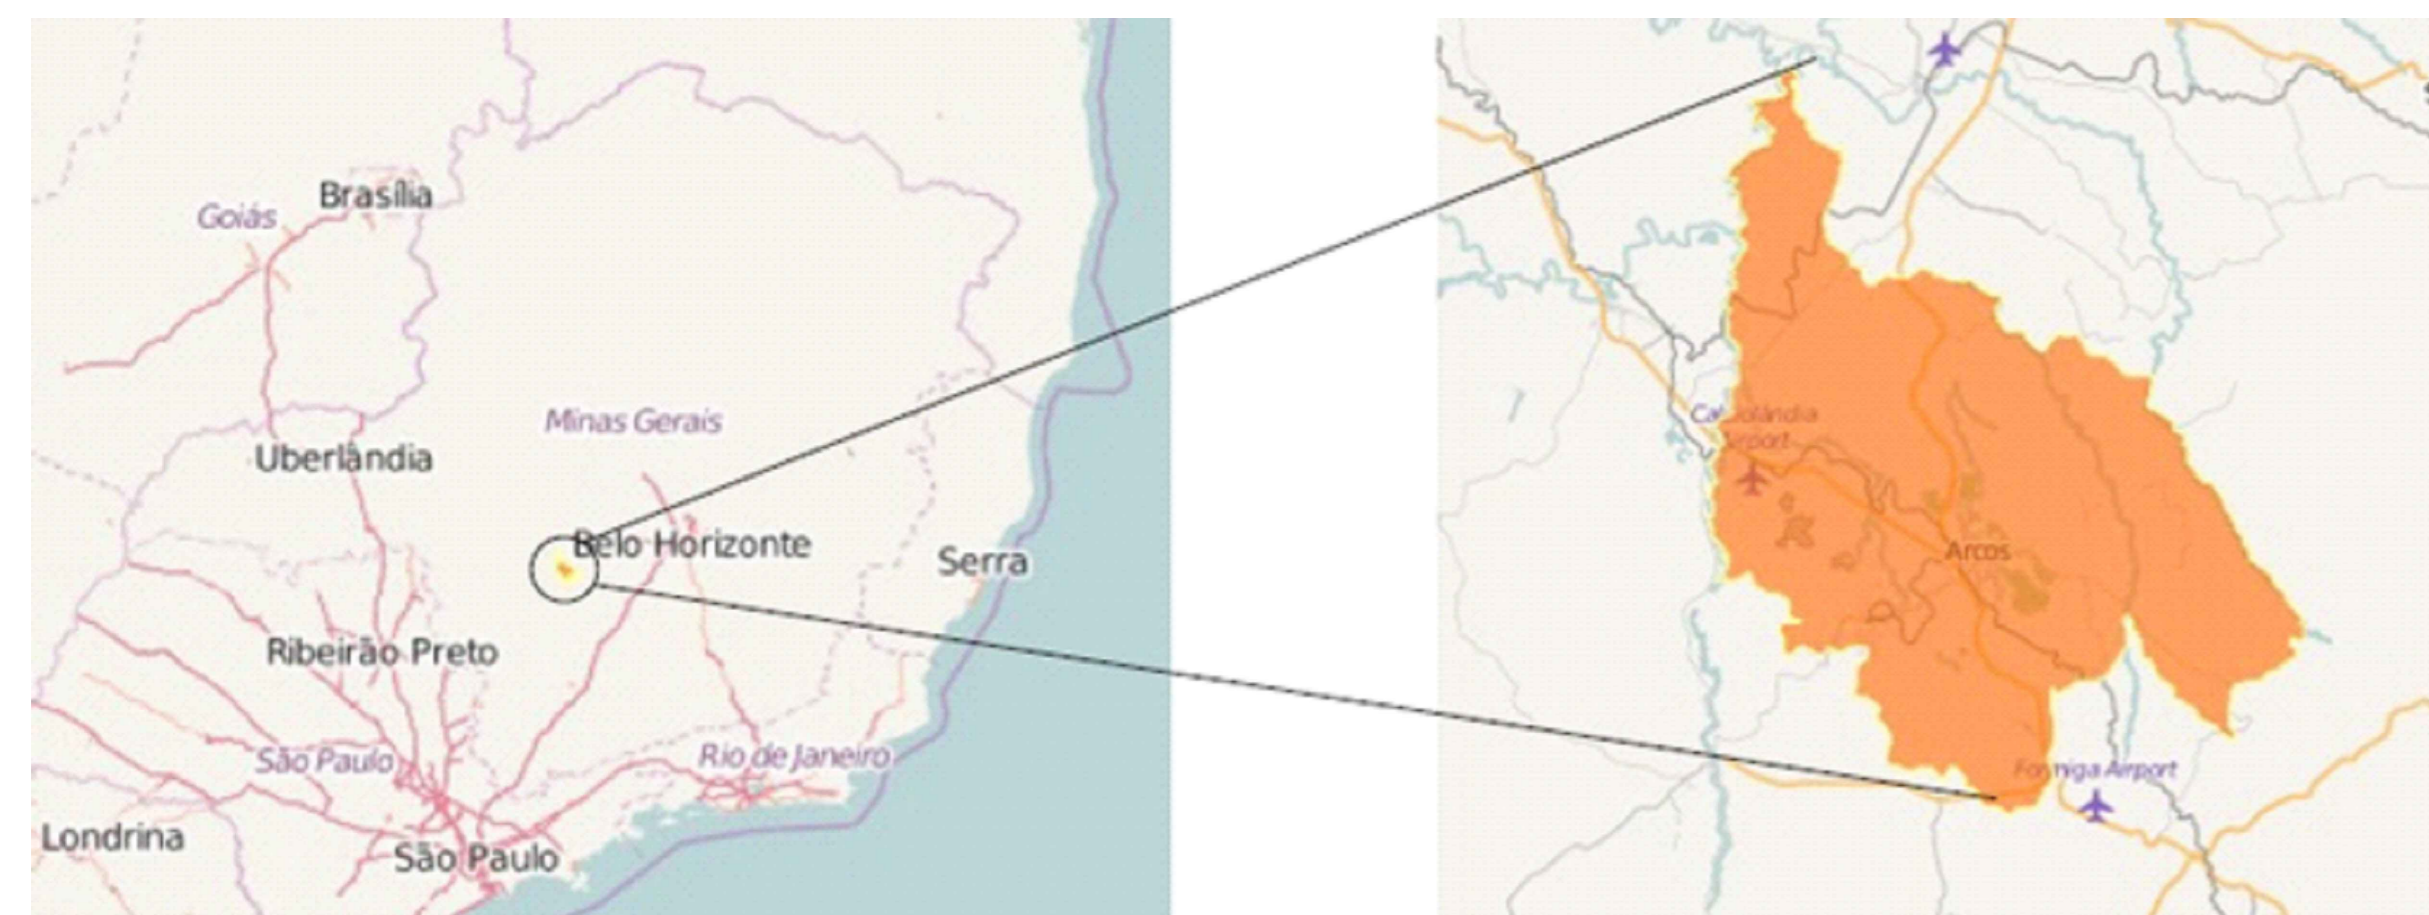 Brasília
Goiás
Minas Gerais
Uberlândia
Belo Horizonte
Serra
Ribeirão Preto
São Paulo
Rio de Janeiro
Londrina
São Paulo
Airport
Arcos
Formiga Airport